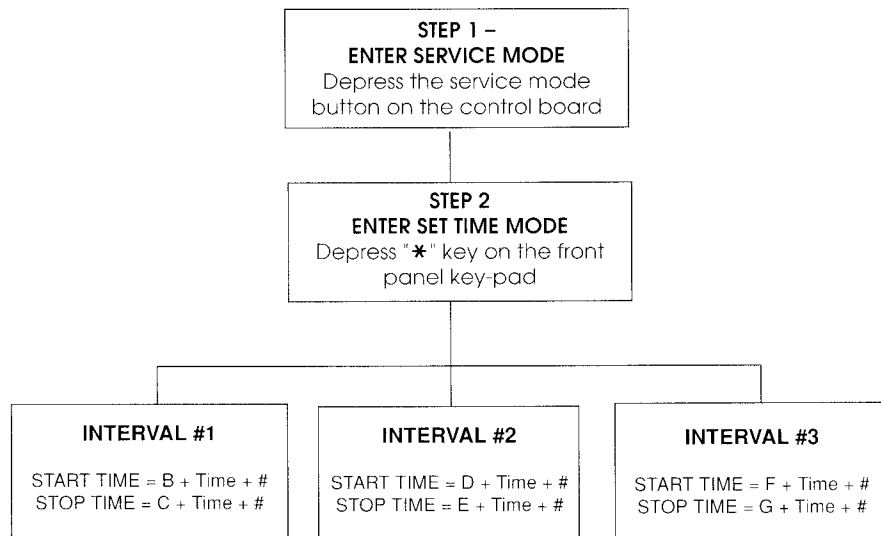 STEP 1 –
ENTER SERVICE MODE
Depress the service mode
button on the control board
STEP 2
ENTER SET TIME MODE
Depress "*" key on the front
panel key-pad
INTERVAL #1
START TIME = B + Time + #
STOP TIME = C + Time + #
INTERVAL #2
START TIME = D + Time + #
STOP TIME = E + Time + #
INTERVAL #3
START TIME = F + Time + #
STOP TIME = G + Time + #